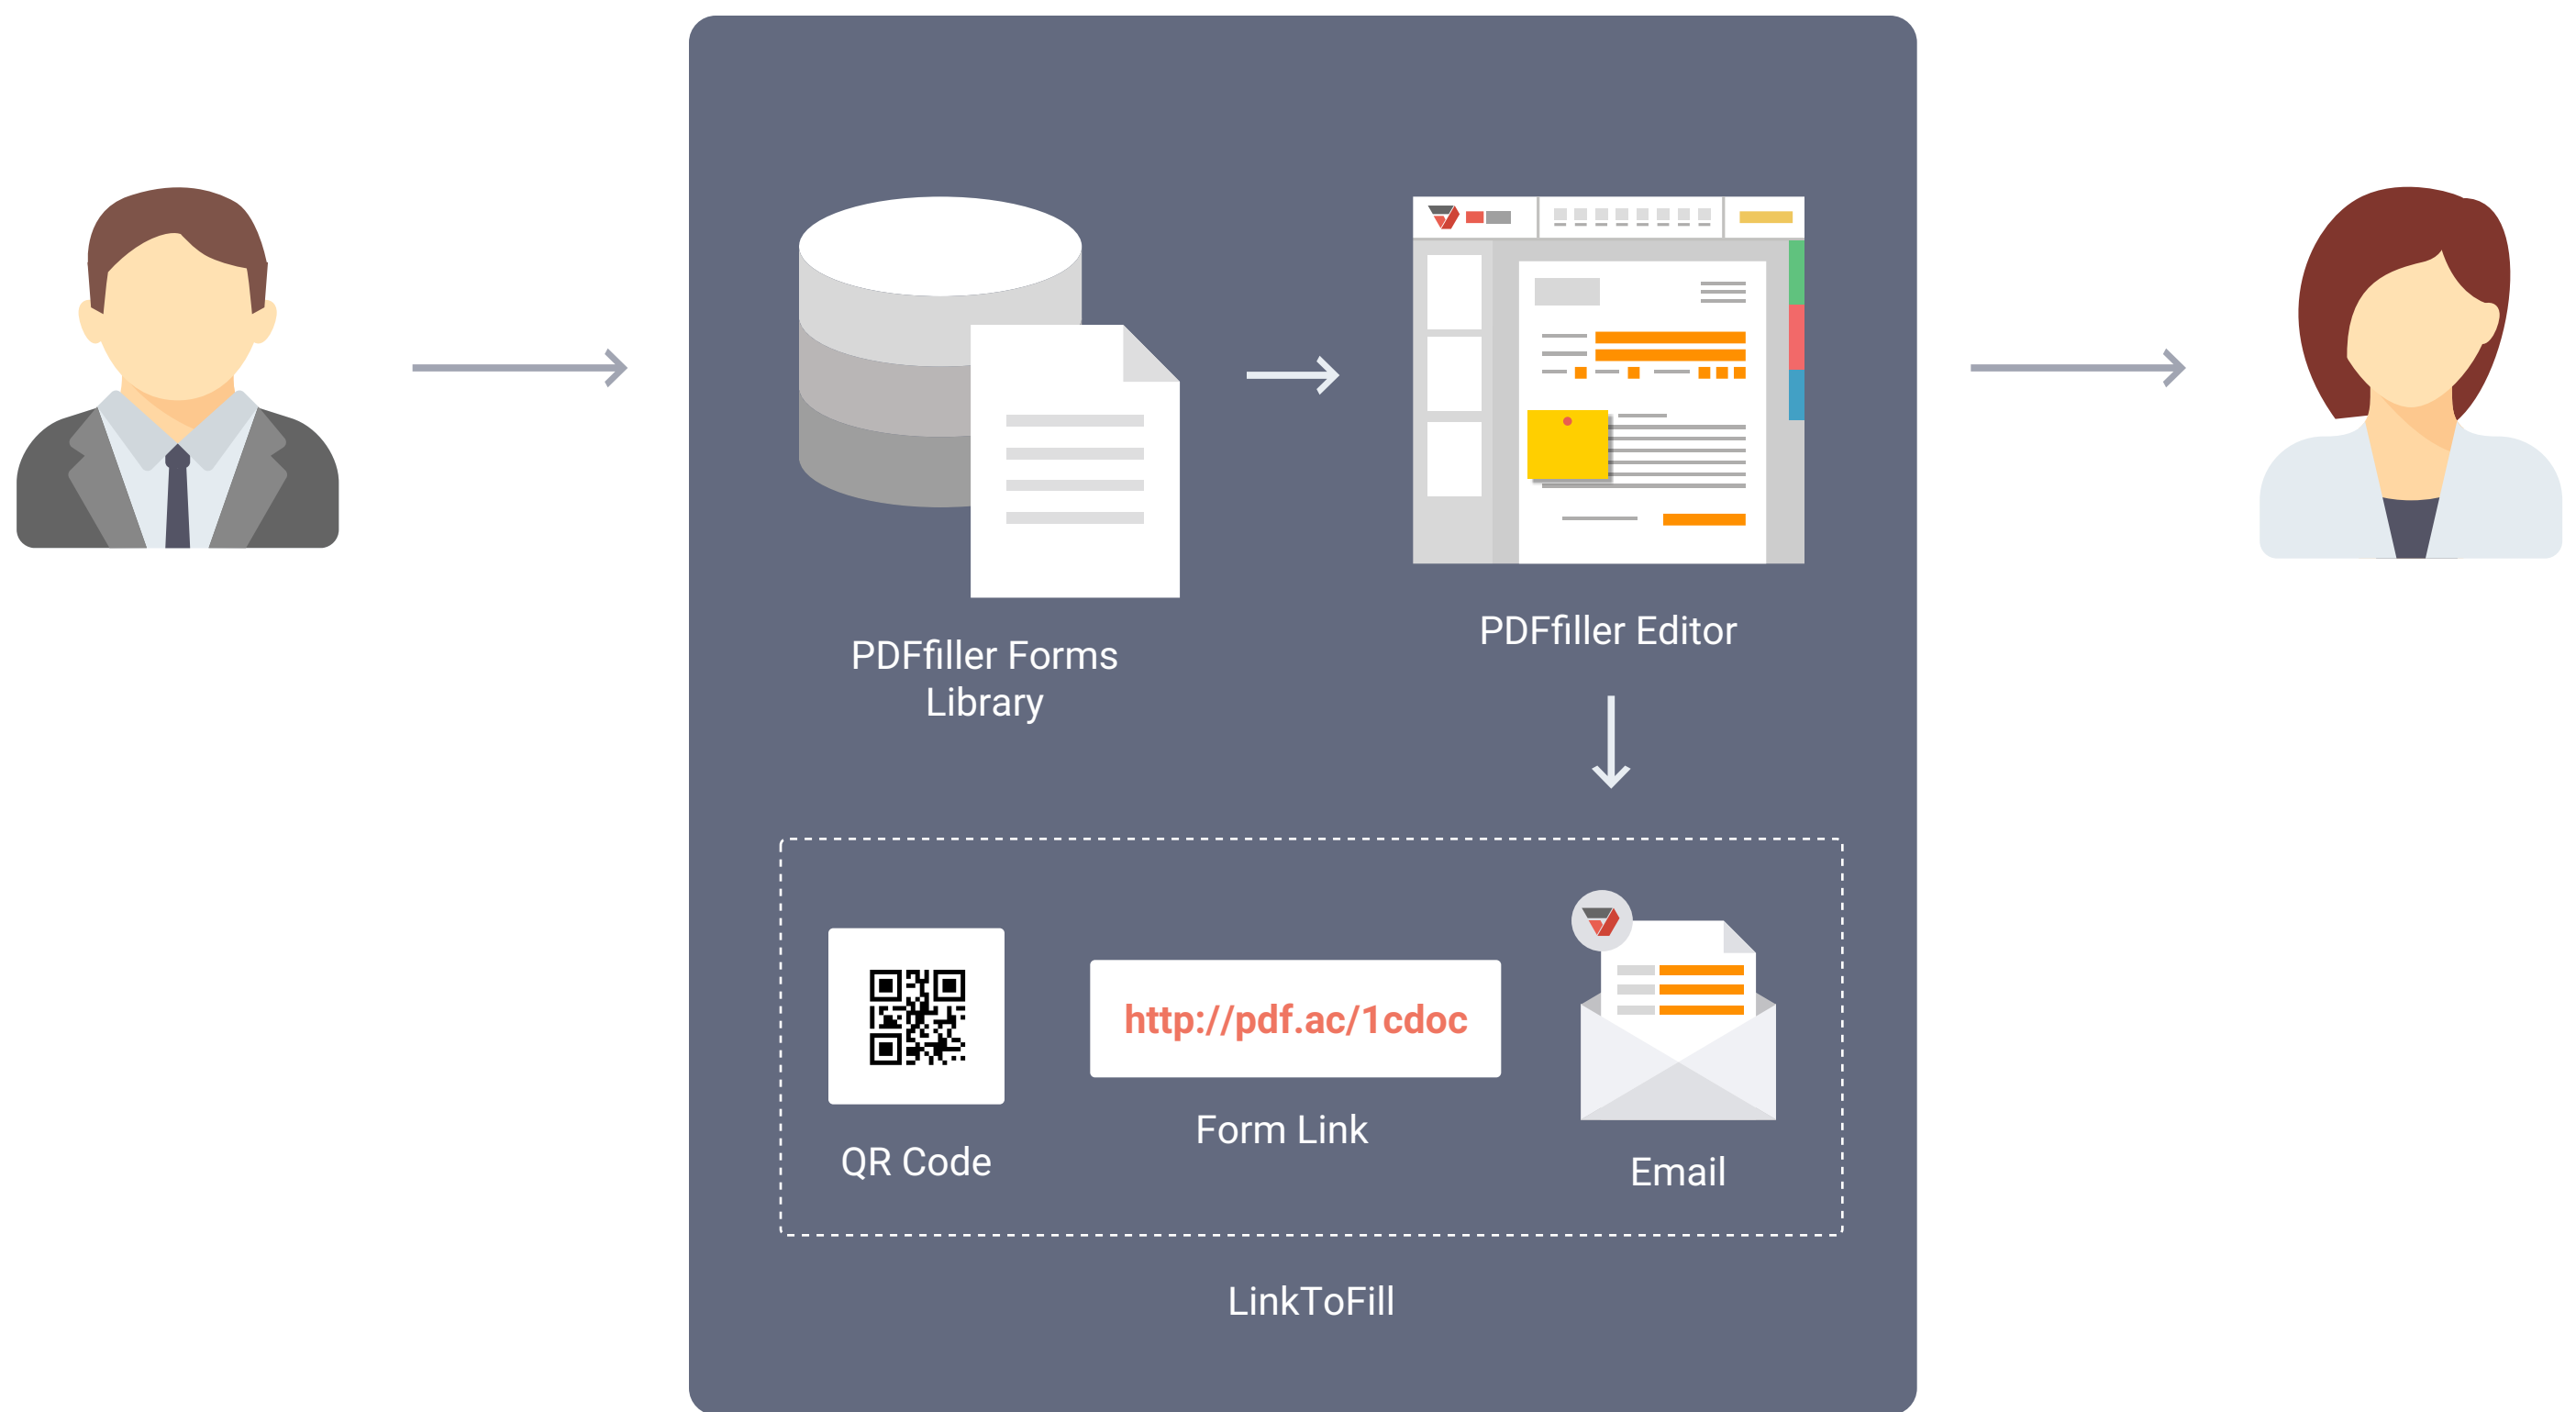 PDFfiller Forms
Library
PDFfiller Editor
http://pdf.ac/1cdoc
QR Code
Form Link
Email
LinkToFill